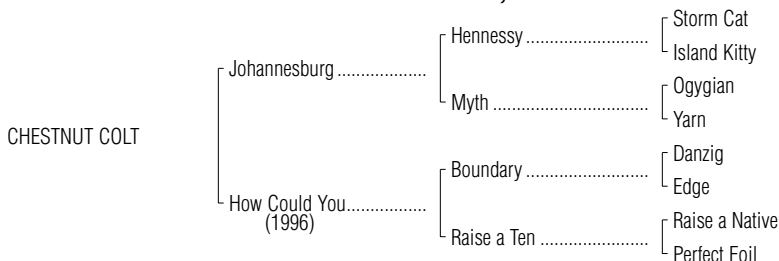 Storm Cat
Hennessy ..............................
Island Kitty
Johannesburg ...................
Ogygian
Myth ......................................
Yarn
CHESTNUT COLT
Danzig
Boundary ..............................
Edge
How Could You.................
(1996)
Raise a Native
Raise a Ten ..........................
Perfect Foil